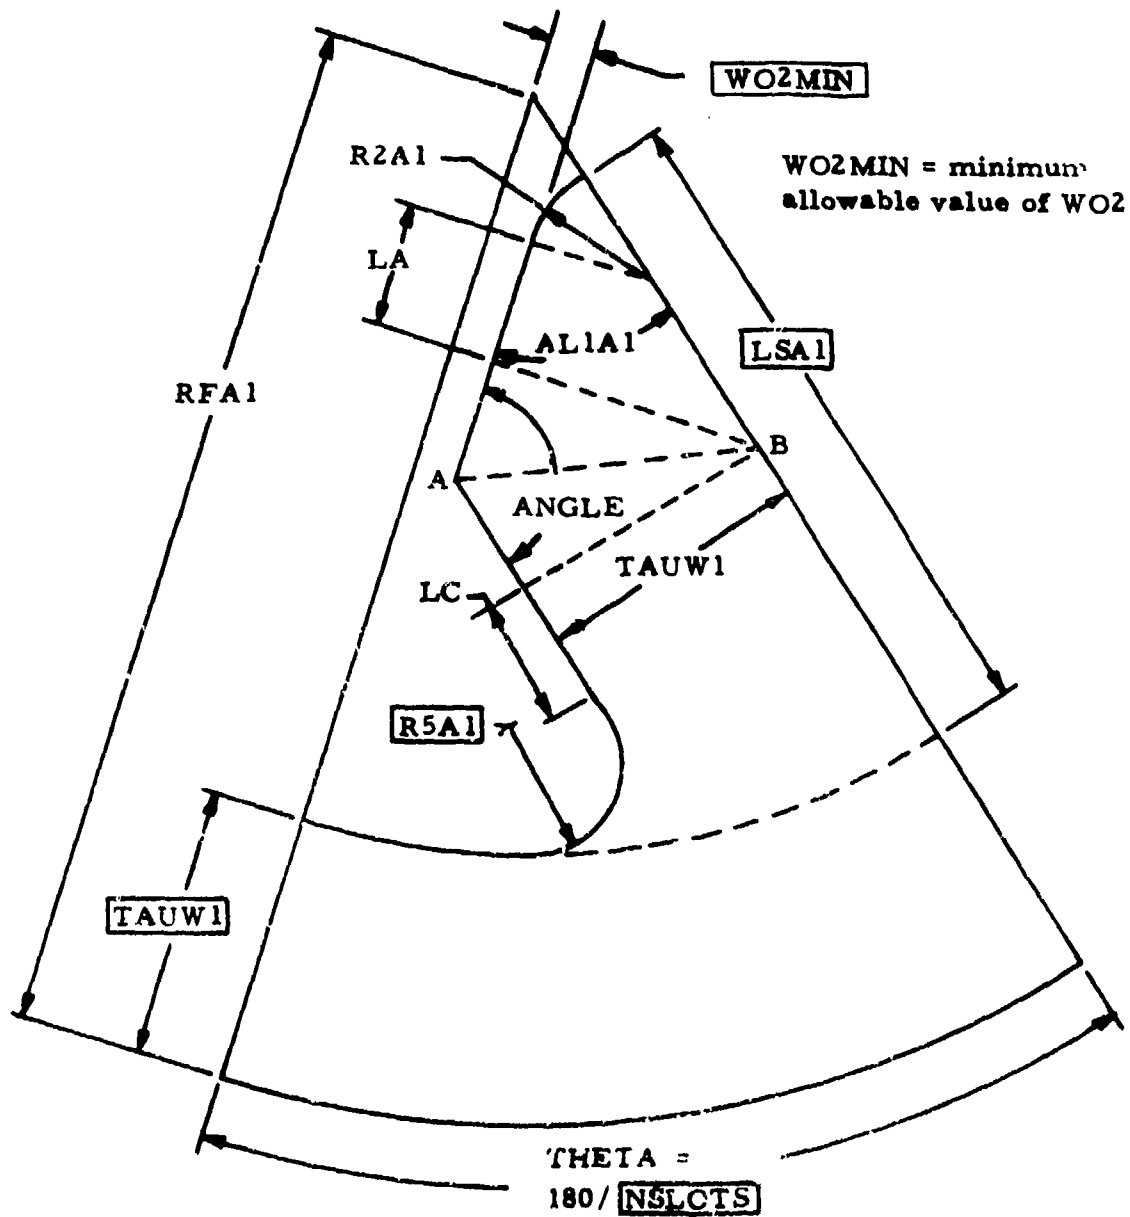 WO2MIN
R2A1
WO2MIN = minimum
allowable value of WO2
LA
AL1A1
LSA1
RFA1
A
B
ANGLE
TAUW1
LC
R5A1
TAUW1
THETA =
180/ NSLOTS